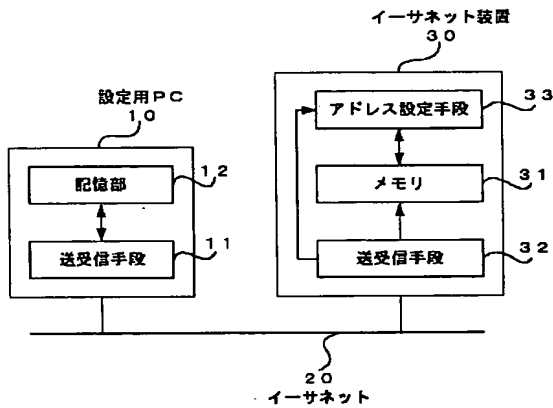 イーサネット装置
30
設定用PC
10
アドレス設定手段
33
記憶部
12
メモリ
31
送受信手段
11
送受信手段
32
20
イーサネット